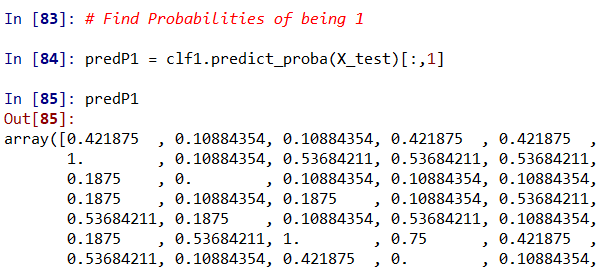 In [83]: # Find Probabilities of being 1
In [84]: predP1 = clf1.predict_proba(X_test)[:,1]
In [85]: predP1
Out[85]:
array([0.421875  , 0.10884354, 0.10884354, 0.421875  , 0.421875  ,
       1.        , 0.10884354, 0.53684211, 0.53684211, 0.53684211,
       0.1875    , 0.        , 0.10884354, 0.10884354, 0.10884354,
       0.1875    , 0.10884354, 0.1875    , 0.10884354, 0.53684211,
       0.53684211, 0.1875    , 0.10884354, 0.53684211, 0.10884354,
       0.1875    , 0.53684211, 1.        , 0.75      , 0.421875  ,
       0.53684211, 0.10884354, 0.421875  , 0.        , 0.10884354,